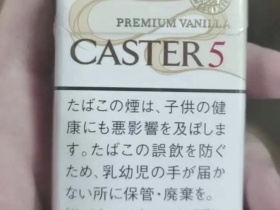 PREMIUM VANILLA
CASTER 5
たばこの煙は、子供の健
康にも悪影響を及ぼしま
す。たばこの誤飲を防ぐ
ため、乳幼児の手が届か
ない所に保管・廃棄を。